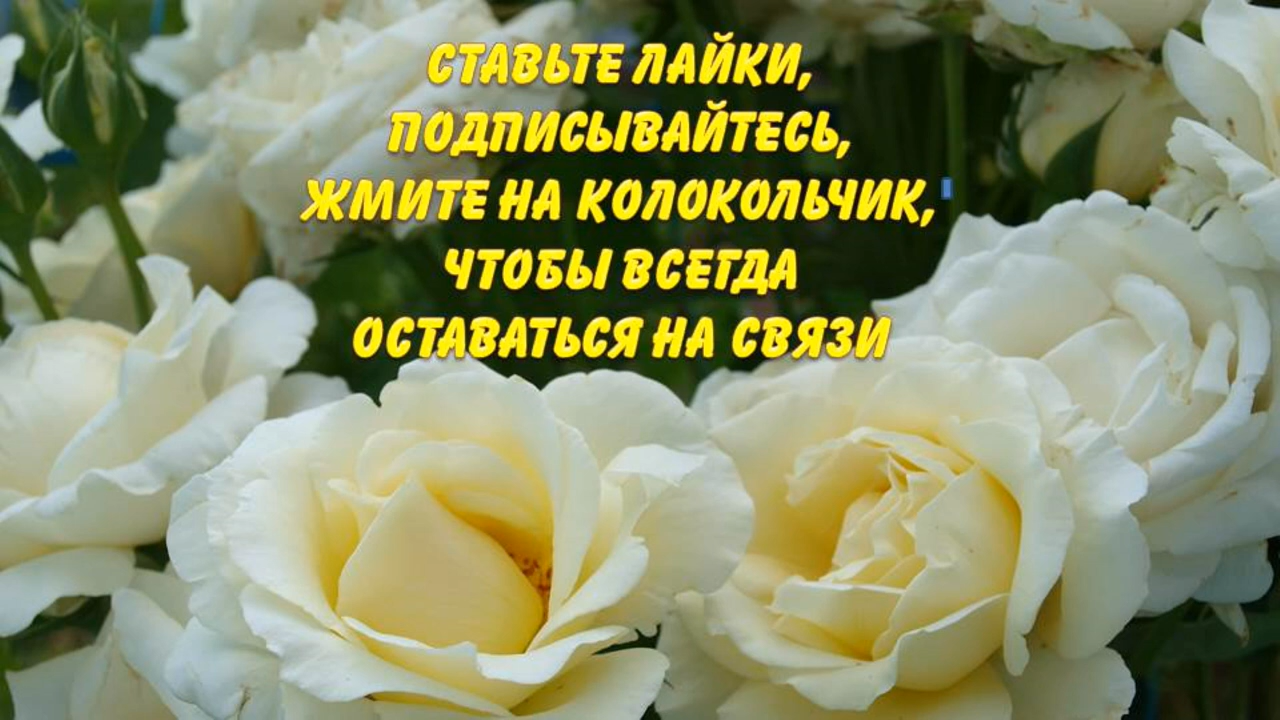 СТАВЬТЕ ЛАЙКИ,
ПОДПИСЫВАЙТЕСЬ,
ЖМИТЕ НА КОЛОКОЛЬЧИК,
ЧТОБЫ ВСЕГДА
ОСТАВАТЬСЯ НА СВЯЗИ